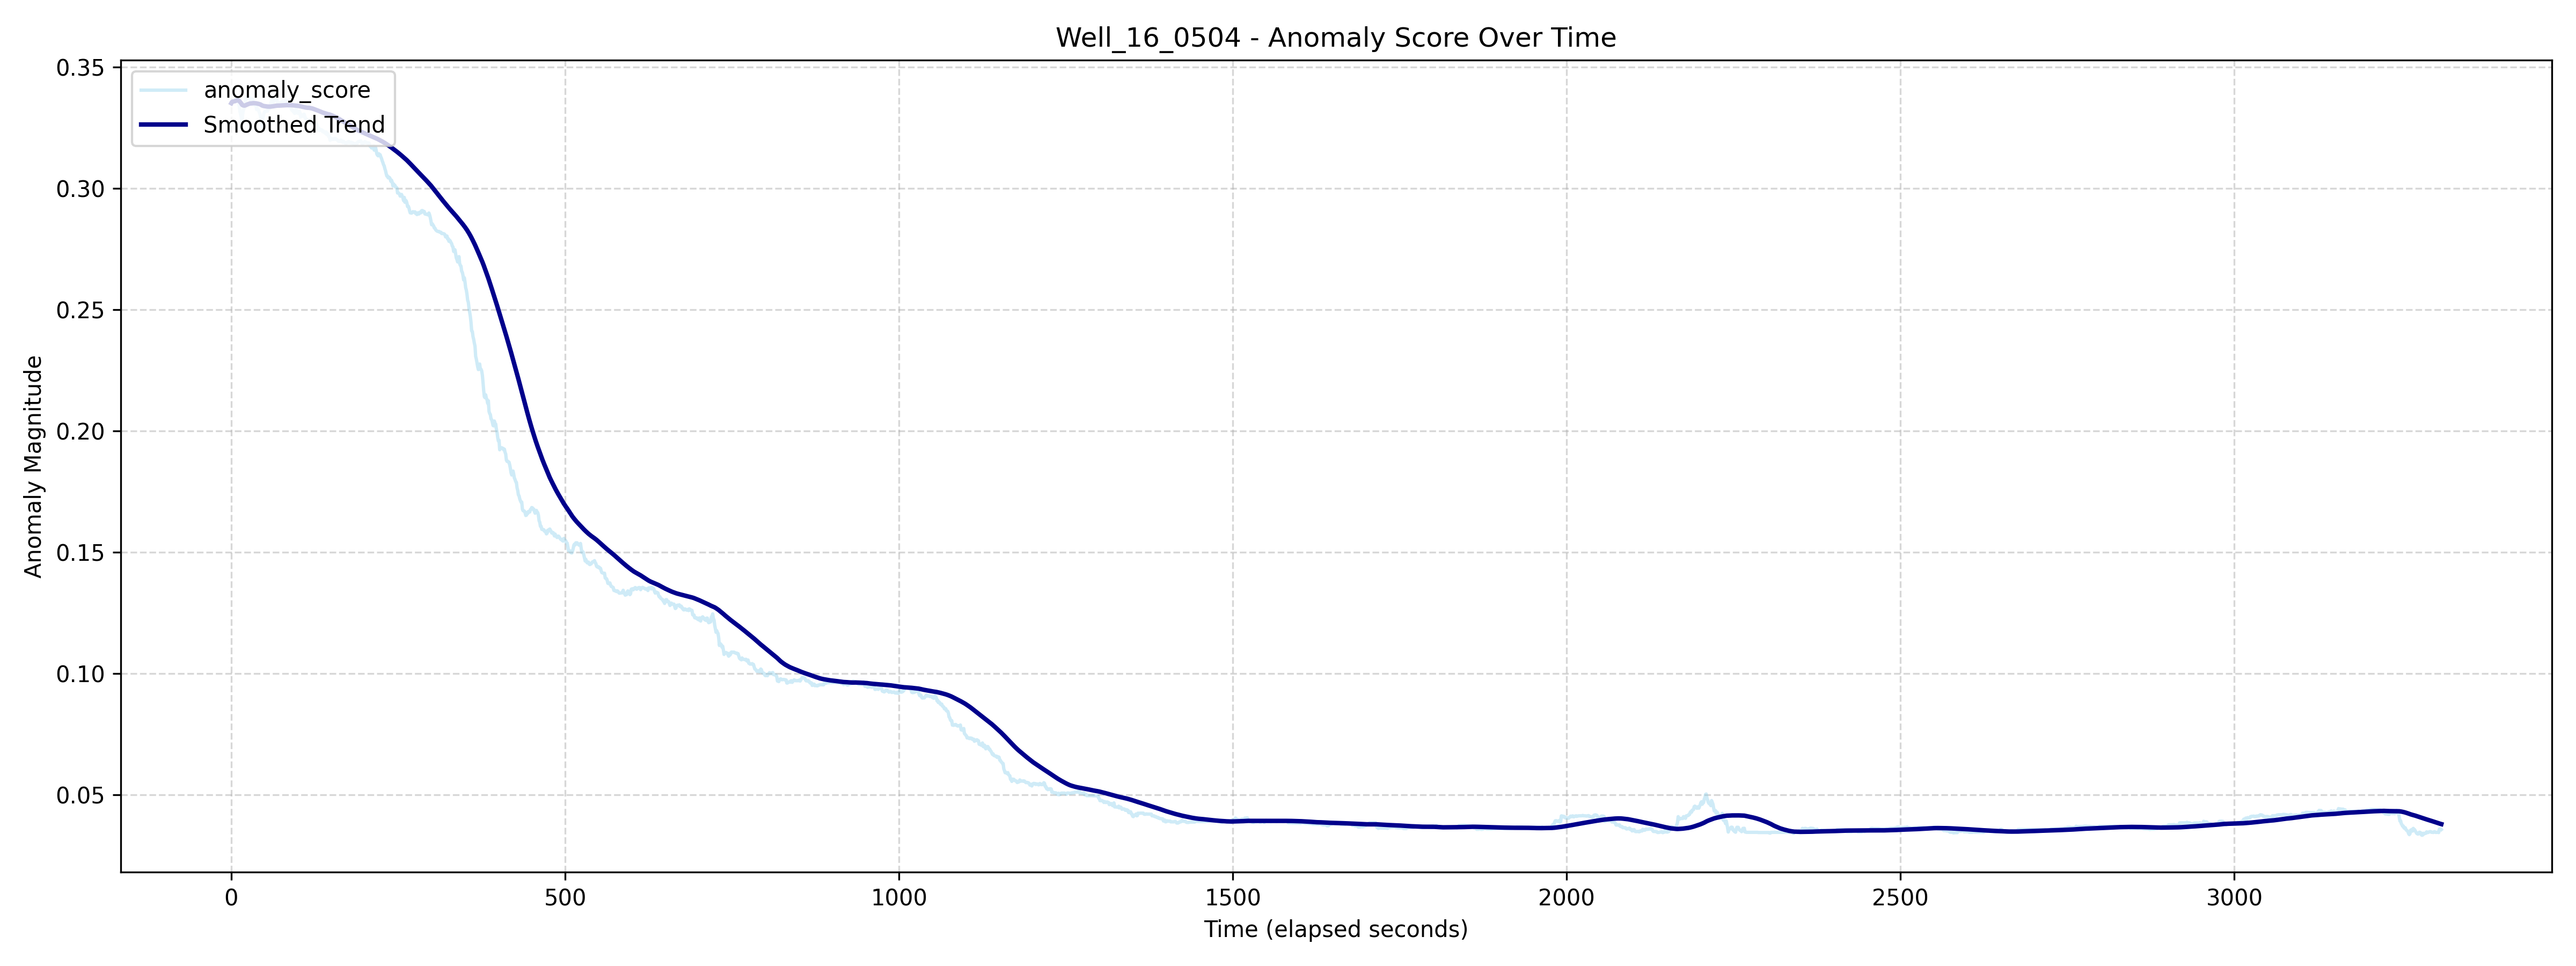 Well_16_0504 - Anomaly Score Over Time
anomaly_score
Smoothed Trend
Anomaly Magnitude
0.35
0.30
0.25
0.20
0.15
0.10
0.05
0 500 1000 1500 2000 2500 3000
Time (elapsed seconds)